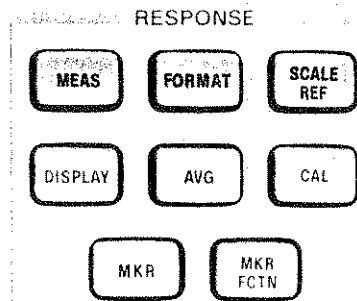 RESPONSE
MEAS FORMAT SCALE
REF
DISPLAY AVG CAL
MKR MKR
FCTN